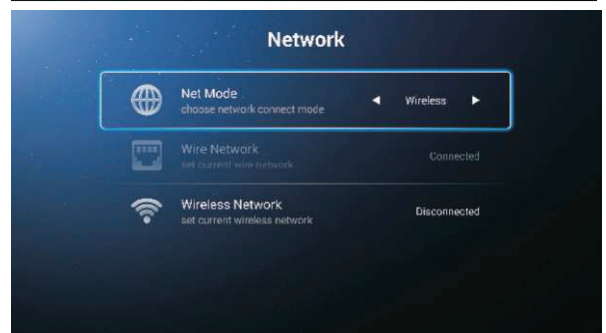 Network
Net Mode
choose network connect mode
Wireless
Wire Network
set current wire network
Connected
Wireless Network
set current wireless network
Disconnected